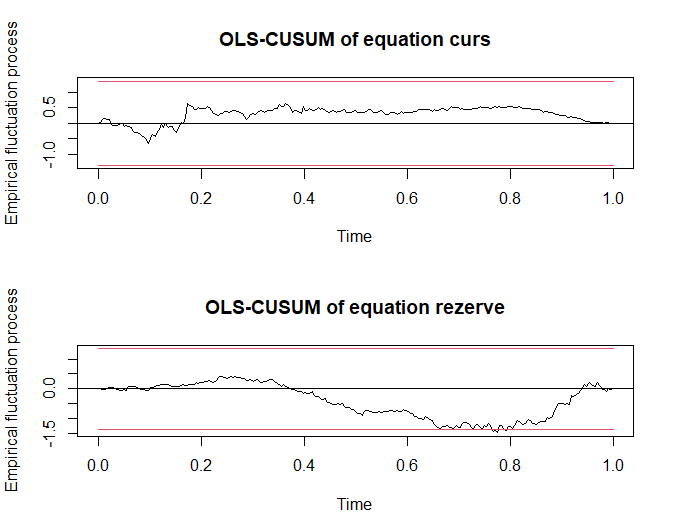 OLS-CUSUM of equation curs
Empirical fluctuation process
0.5
-1.0
0.0 0.2 0.4 0.6 0.8 1.0
Time
OLS-CUSUM of equation rezerve
Empirical fluctuation process
0.0
-1.5
0.0 0.2 0.4 0.6 0.8 1.0
Time